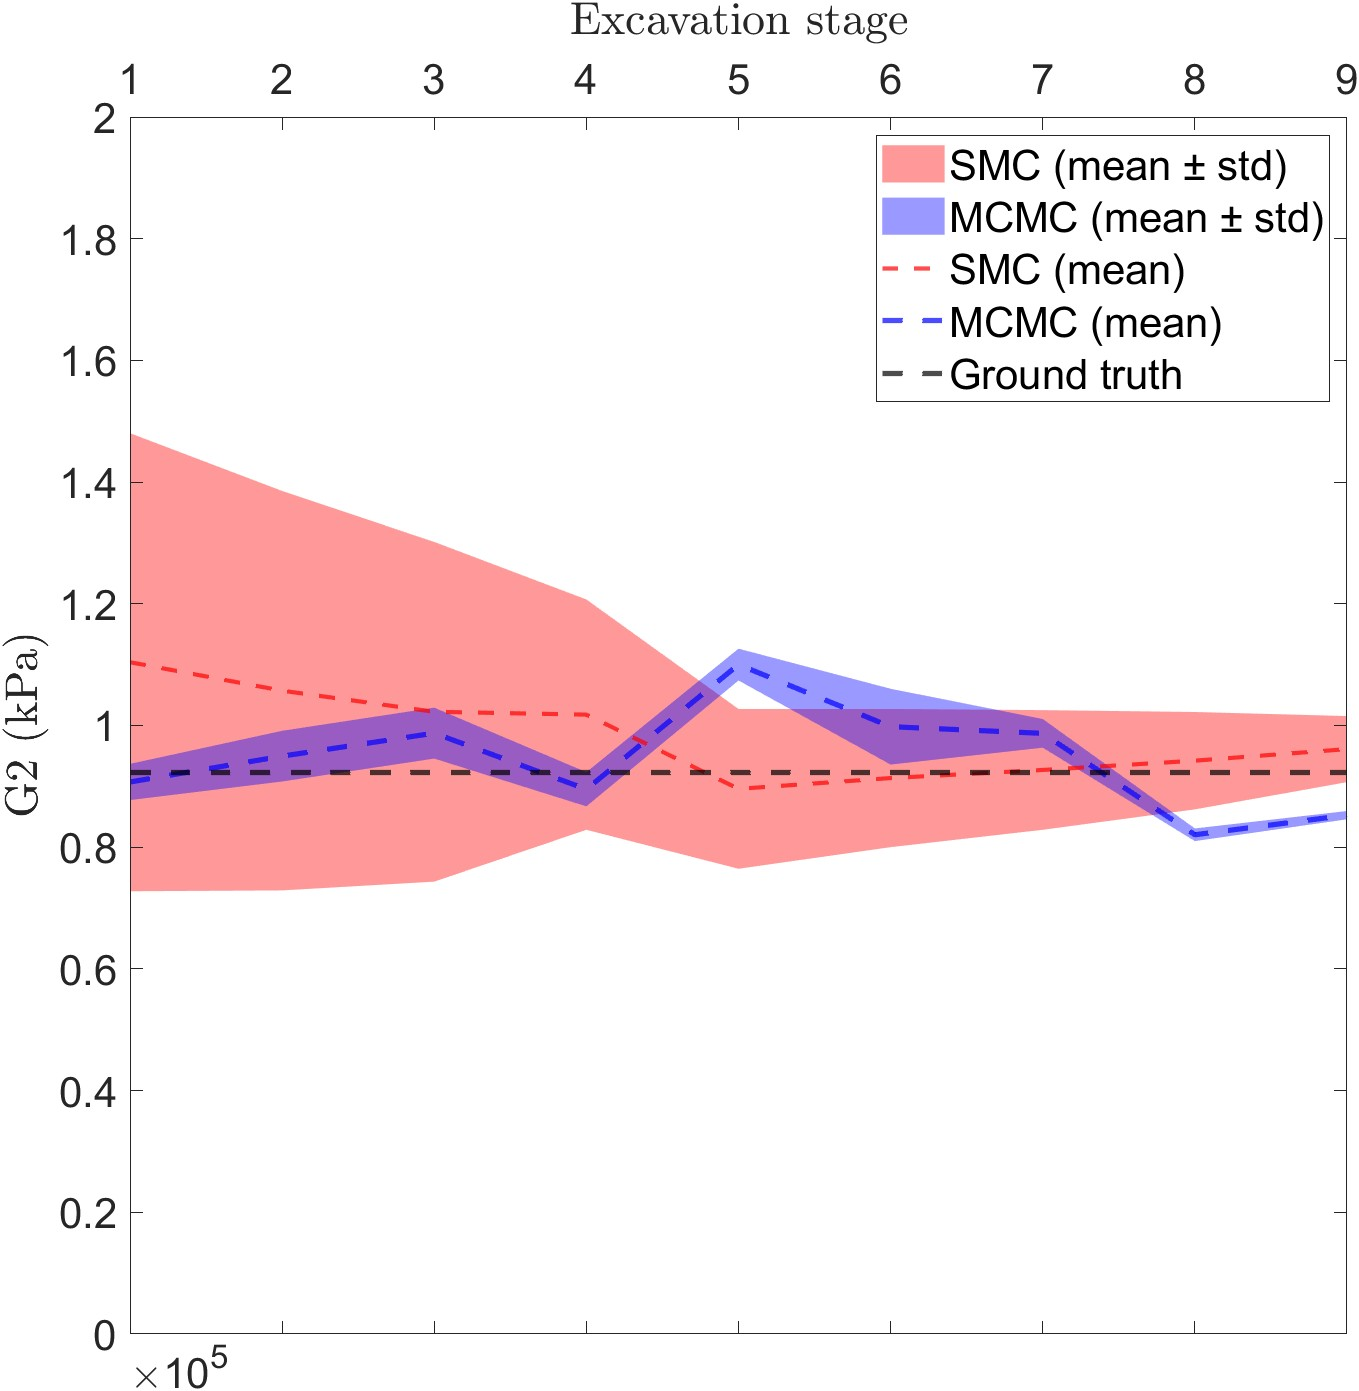 Excavation stage
1 2 3 4 5 6 7 8 9
2
1.8
1.6
1.4
1.2
1
0.8
0.6
0.4
0.2
0
×10^5
G2 (kPa)
SMC (mean ± std)
MCMC (mean ± std)
SMC (mean)
MCMC (mean)
Ground truth